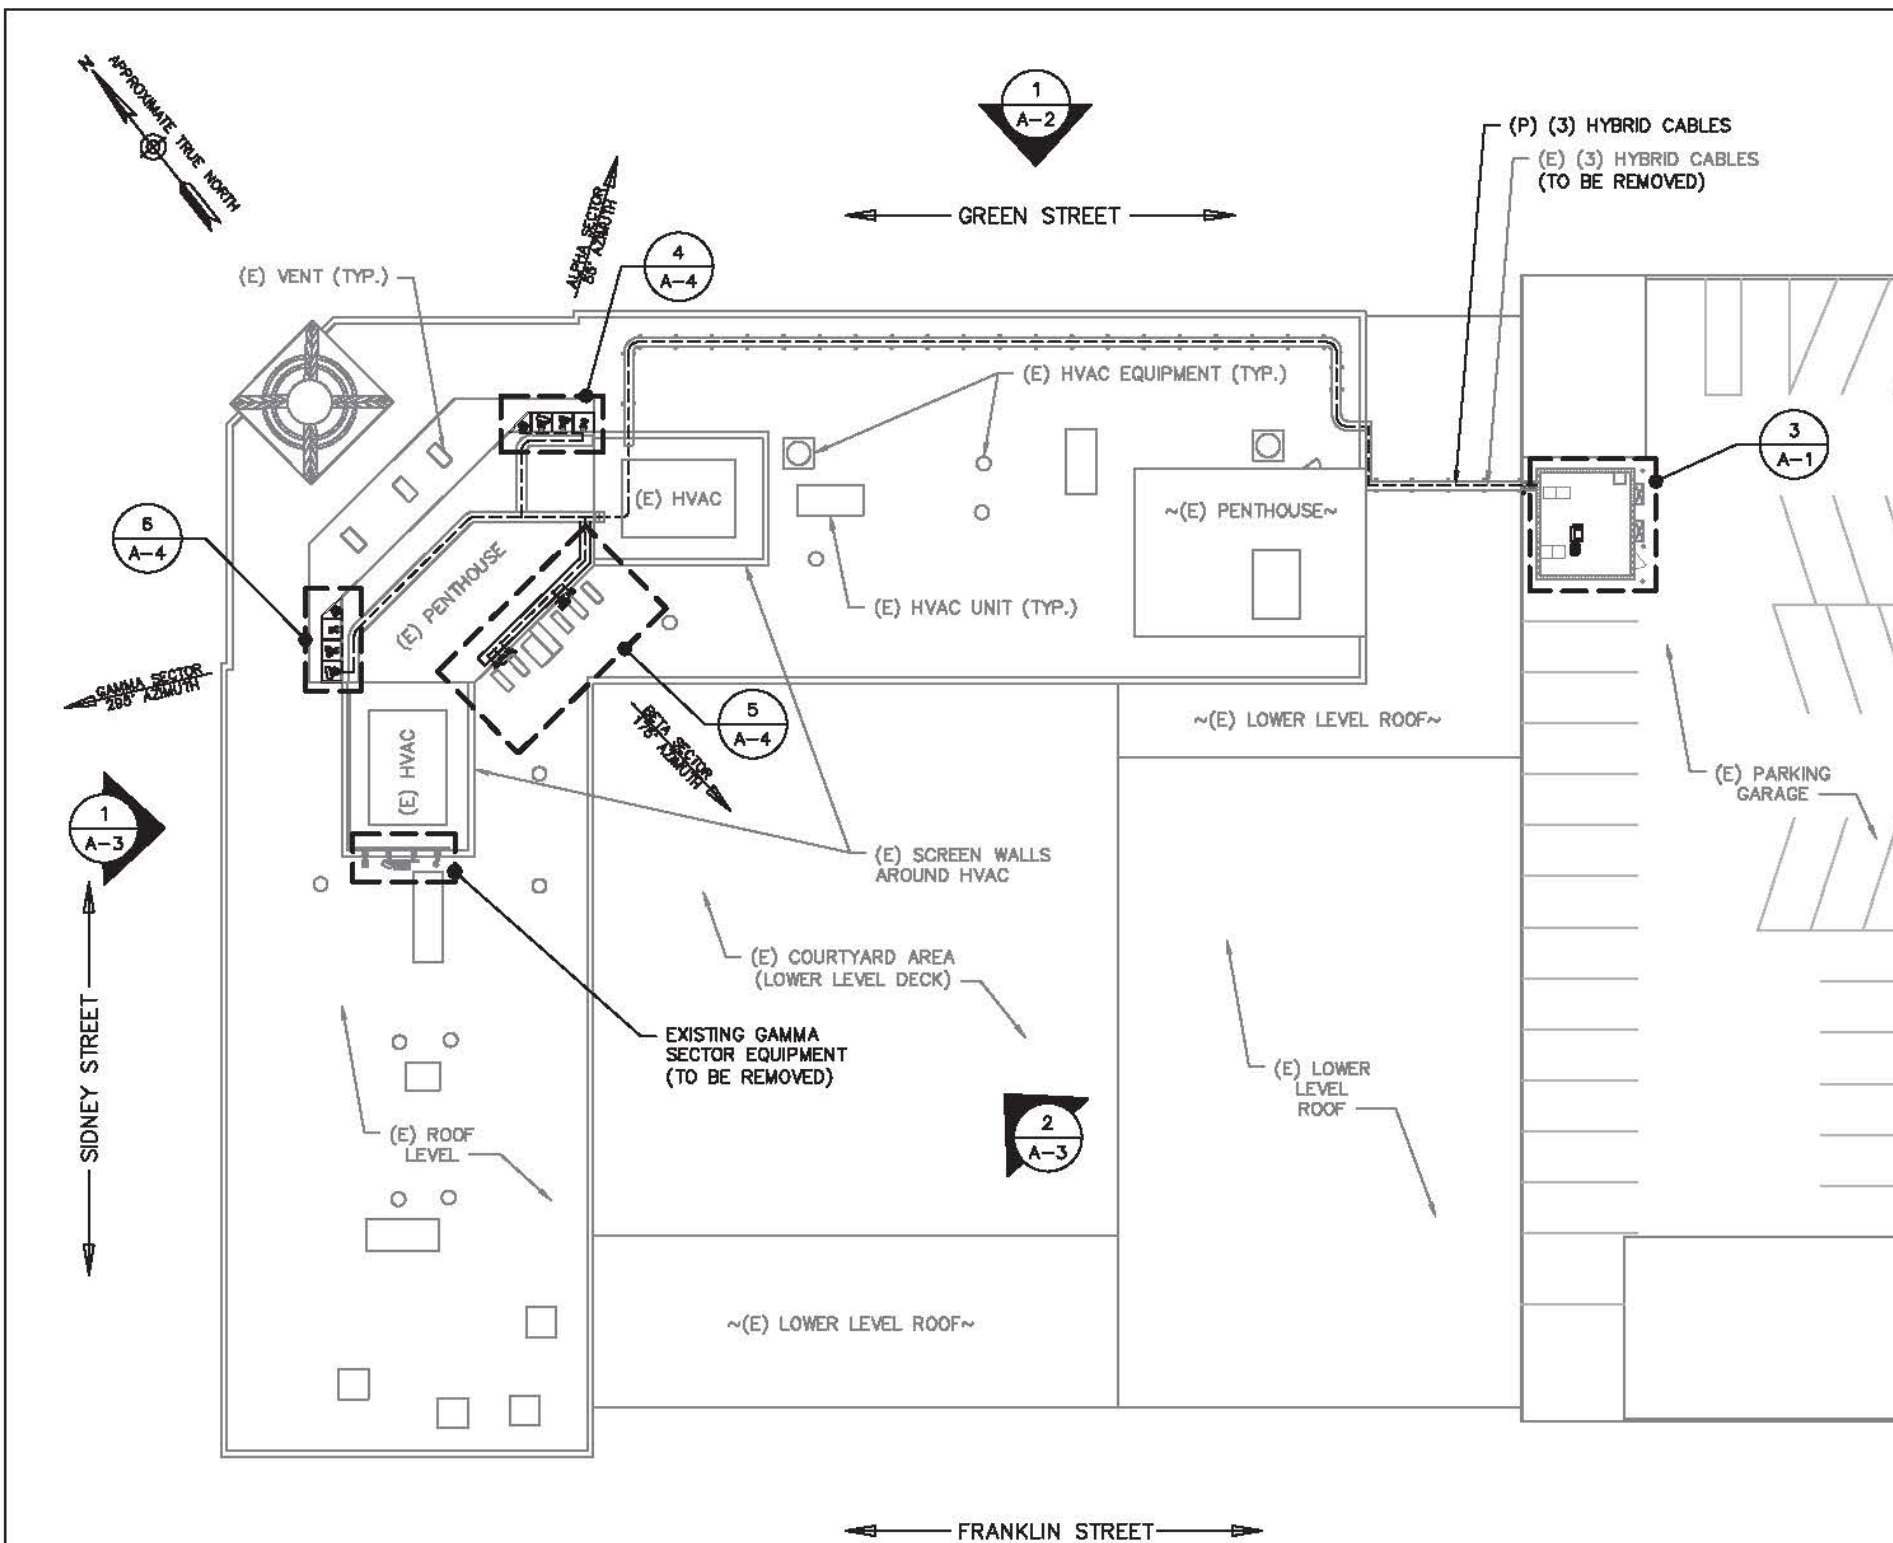 N
APPROXIMATE TRUE NORTH
1
A-2
(P) (3) HYBRID CABLES
(E) (3) HYBRID CABLES
(TO BE REMOVED)
GREEN STREET
ALPHA SECTOR
AZIMUTH
4
A-4
(E) VENT (TYP.)
(E) HVAC EQUIPMENT (TYP.)
3
A-1
(E) HVAC
~(E) PENTHOUSE~
6
A-4
(E) PENTHOUSE
(E) HVAC UNIT (TYP.)
GAMMA SECTOR
AZIMUTH
5
A-4
BETA SECTOR
AZIMUTH
~(E) LOWER LEVEL ROOF~
(E) HVAC
(E) PARKING
GARAGE
1
A-3
(E) SCREEN WALLS
AROUND HVAC
(E) COURTYARD AREA
(LOWER LEVEL DECK)
EXISTING GAMMA
SECTOR EQUIPMENT
(TO BE REMOVED)
SIDNEY STREET
(E) LOWER
LEVEL
ROOF
2
A-3
(E) ROOF
LEVEL
~(E) LOWER LEVEL ROOF~
FRANKLIN STREET